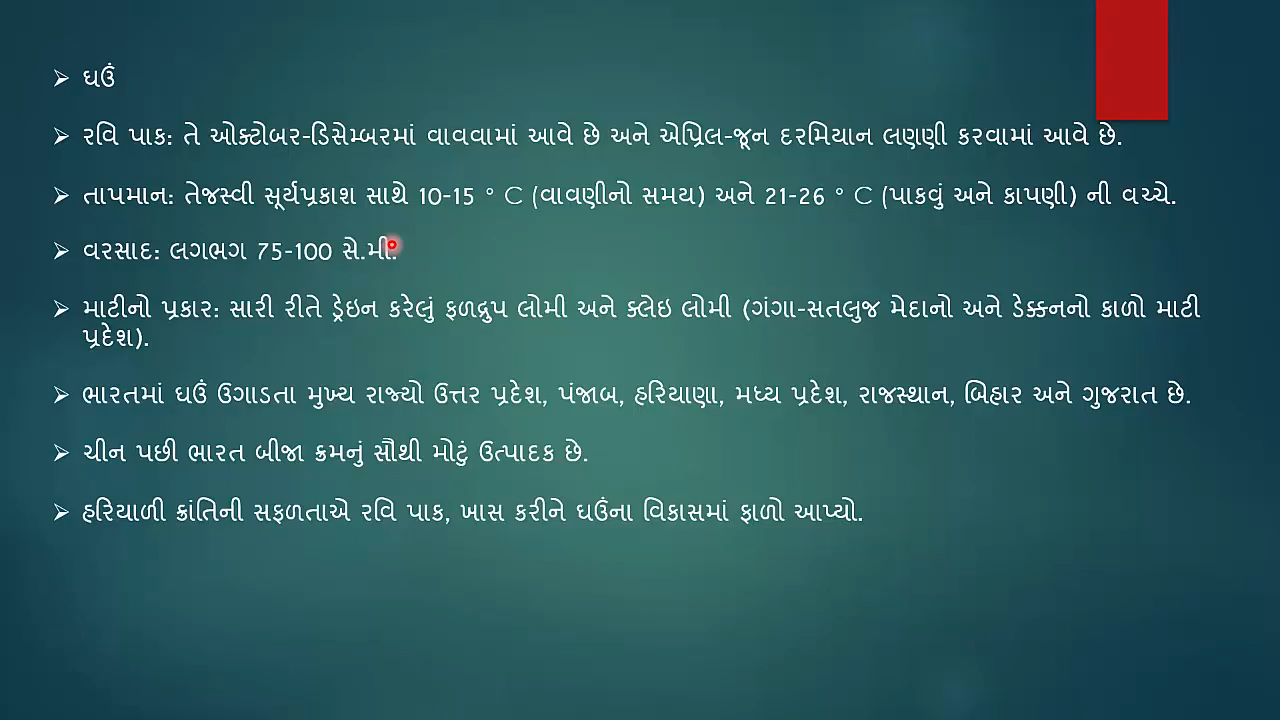 ઘઉં
રવિ પાક: તે ઓક્ટોબર-ડિસેમ્બરમાં વાવવામાં આવે છે અને એપ્રિલ-જૂન દરમિયાન લણણી કરવામાં આવે છે.
તાપમાન: તેજસ્વી સૂર્યપ્રકાશ સાથે 10-15 ° C (વાવણીનો સમય) અને 21-26 ° C (પાકવું અને કાપણી) ની વચ્ચે.
વરસાદ: લગભગ 75-100 સે.મી.
માટીનો પ્રકાર: સારી રીતે ડ્રેઇન કરેલું ફળદ્રુપ લોમી અને ક્લેઇ લોમી (ગંગા-સતલુજ મેદાનો અને ડેક્કનનો કાળો માટી
પ્રદેશ).
ભારતમાં ઘઉં ઉગાડતા મુખ્ય રાજ્યો ઉત્તર પ્રદેશ, પંજાબ, હરિયાણા, મધ્ય પ્રદેશ, રાજસ્થાન, બિહાર અને ગુજરાત છે.
ચીન પછી ભારત બીજા ક્રમનું સૌથી મોટું ઉત્પાદક છે.
હરિયાળી ક્રાંતિની સફળતાએ રવિ પાક, ખાસ કરીને ઘઉંના વિકાસમાં ફાળો આપ્યો.